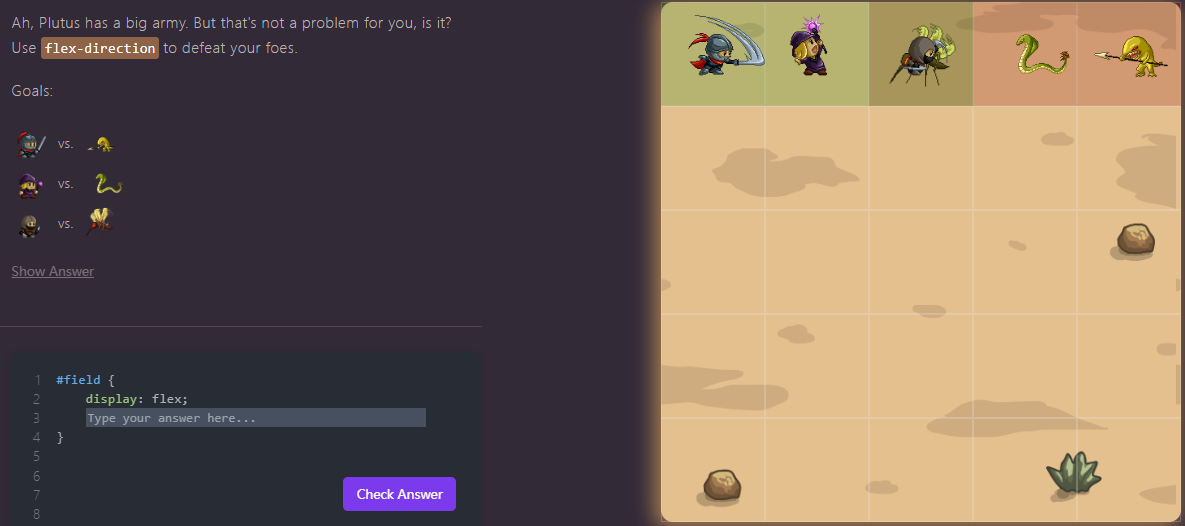 Ah, Plutus has a big army. But that's not a problem for you, is it?
Use flex-direction to defeat your foes.
Goals:
vs.
vs.
vs.
Show Answer
1 #field {
2 display: flex;
3 Type your answer here...
4 }
5
6
7
8
Check Answer